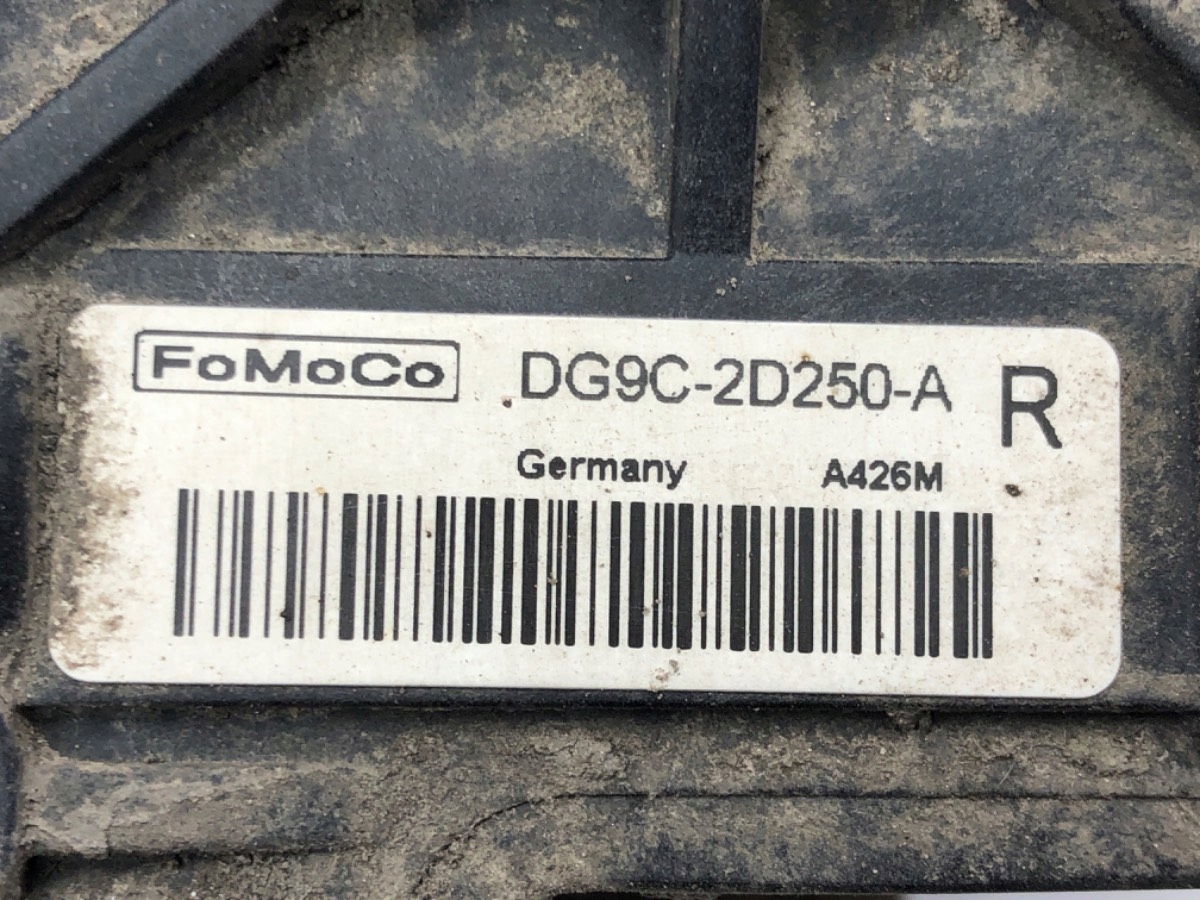 FoMoCo DG9C-2D250-A R
Germany A426M